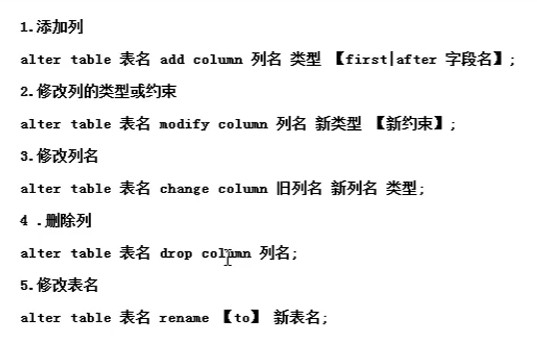 1.添加列
alter table 表名 add column 列名 类型 【first|after 字段名】;
2.修改列的类型或约束
alter table 表名 modify column 列名 新类型 【新约束】;
3.修改列名
alter table 表名 change column 旧列名 新列名 类型;
4 .删除列
alter table 表名 drop column 列名;
5.修改表名
alter table 表名 rename 【to】 新表名;